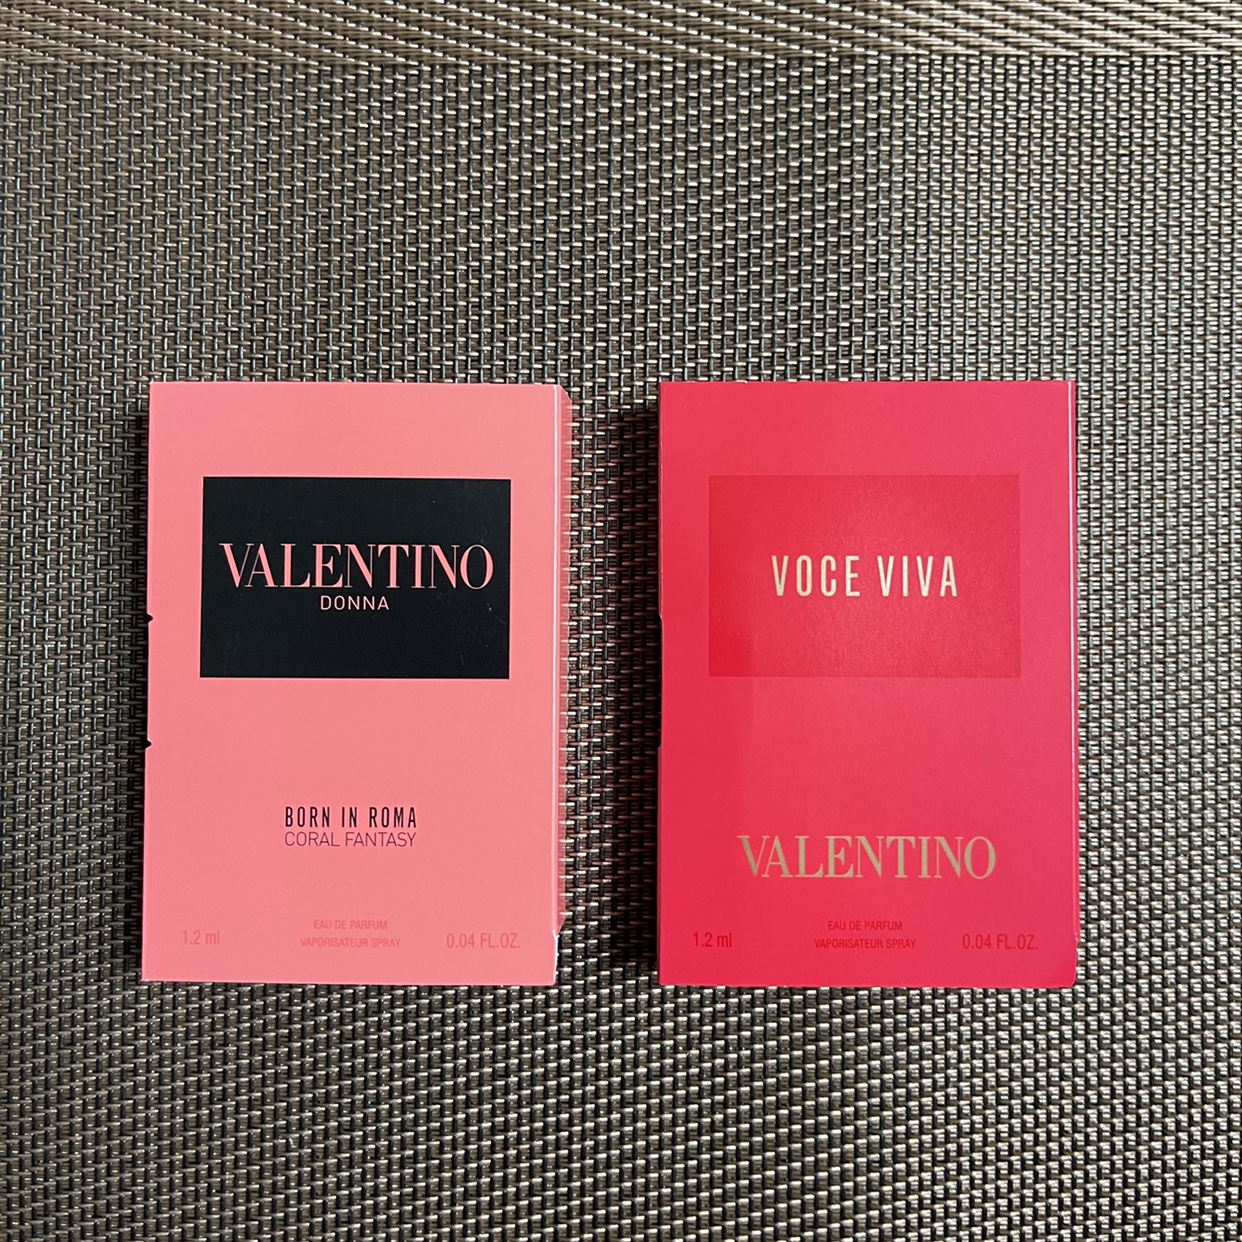 VALENTINO
DONNA
BORN IN ROMA
CORAL FANTASY
EAU DE PARFUM
1.2 ml VAPORISATEUR SPRAY 0.04 FL.OZ.
VOCE VIVA
VALENTINO
EAU DE PARFUM
1.2 ml VAPORISATEUR SPRAY 0.04 FL.OZ.